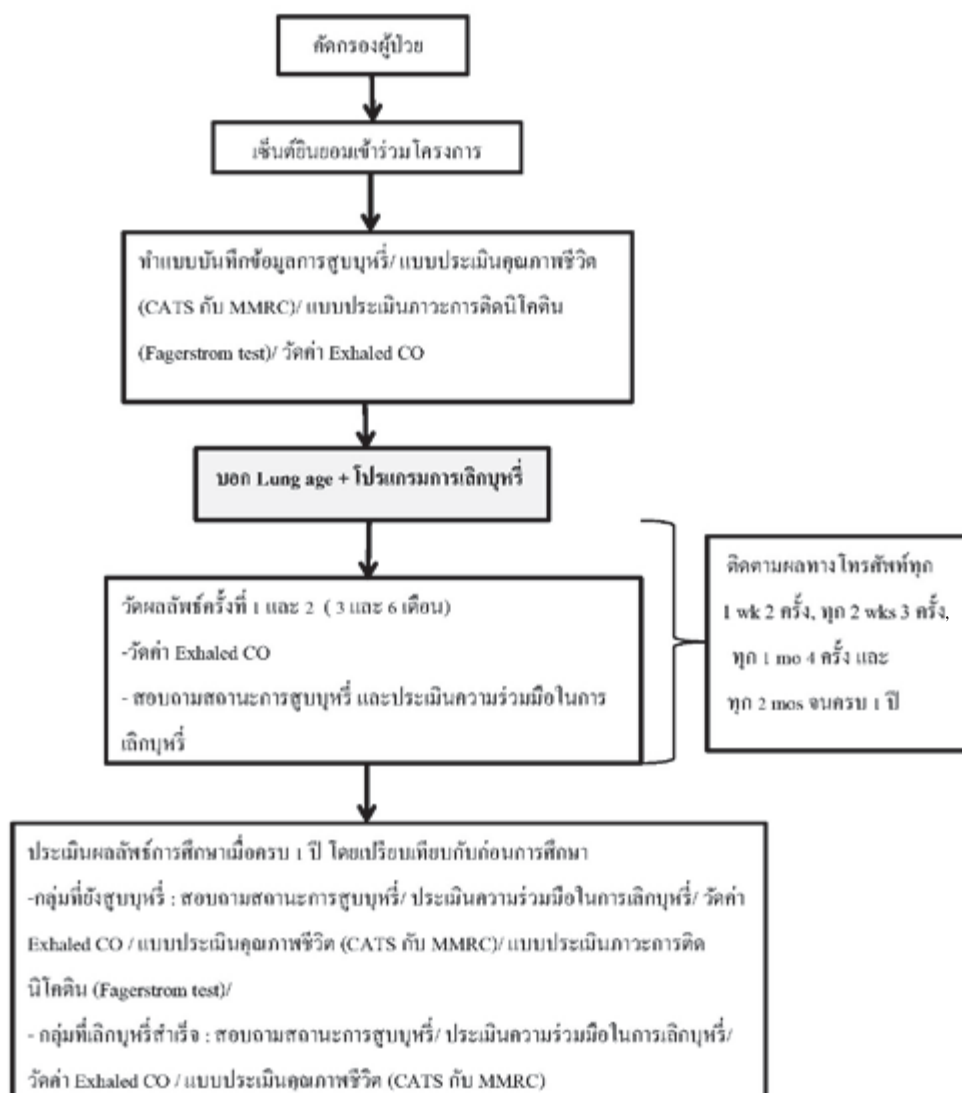 คัดกรองผู้ป่วย
เซ็นต์ยินยอมเข้าร่วมโครงการ
ทำแบบบันทึกข้อมูลการสูบบุหรี่/ แบบประเมินคุณภาพชีวิต
(CATS กับ MMRC)/ แบบประเมินภาวะการติดนิโคติน
(Fagerstrom test)/ วัดค่า Exhaled CO
บอก Lung age + โปรแกรมการเลิกบุหรี่
วัดผลลัพธ์ครั้งที่ 1 และ 2 ( 3 และ 6 เดือน)
-วัดค่า Exhaled CO
- สอบถามสถานะการสูบบุหรี่ และประเมินความร่วมมือในการ
เลิกบุหรี่
ติดตามผลทางโทรศัพท์ทุก
1 wk 2 ครั้ง, ทุก 2 wks 3 ครั้ง,
ทุก 1 mo 4 ครั้ง และ
ทุก 2 mos จนครบ 1 ปี
ประเมินผลลัพธ์การศึกษาเมื่อครบ 1 ปี โดยเปรียบเทียบกับก่อนการศึกษา
-กลุ่มที่ยังสูบบุหรี่ : สอบถามสถานะการสูบบุหรี่/ ประเมินความร่วมมือในการเลิกบุหรี่/ วัดค่า
Exhaled CO / แบบประเมินคุณภาพชีวิต (CATS กับ MMRC)/ แบบประเมินภาวะการติด
นิโคติน (Fagerstrom test)/
- กลุ่มที่เลิกบุหรี่สำเร็จ : สอบถามสถานะการสูบบุหรี่/ ประเมินความร่วมมือในการเลิกบุหรี่/
วัดค่า Exhaled CO / แบบประเมินคุณภาพชีวิต (CATS กับ MMRC)